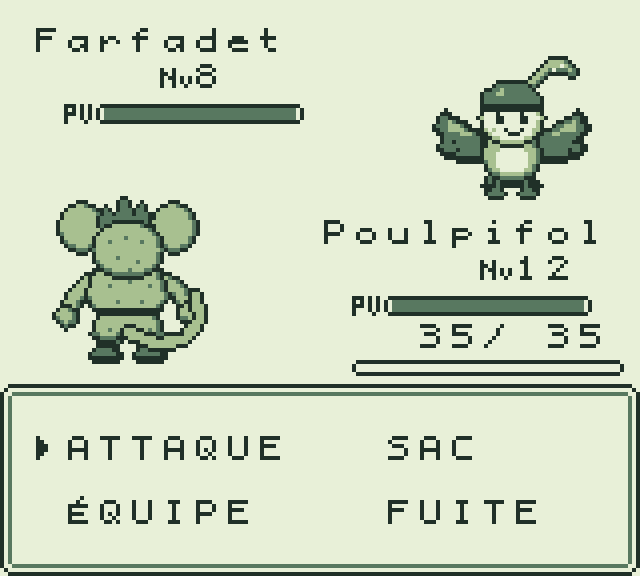 Farfadet
Nv8
PV
Poulpifol
Nv12
PV
35/ 35
ATTAQUE SAC
ÉQUIPE FUITE